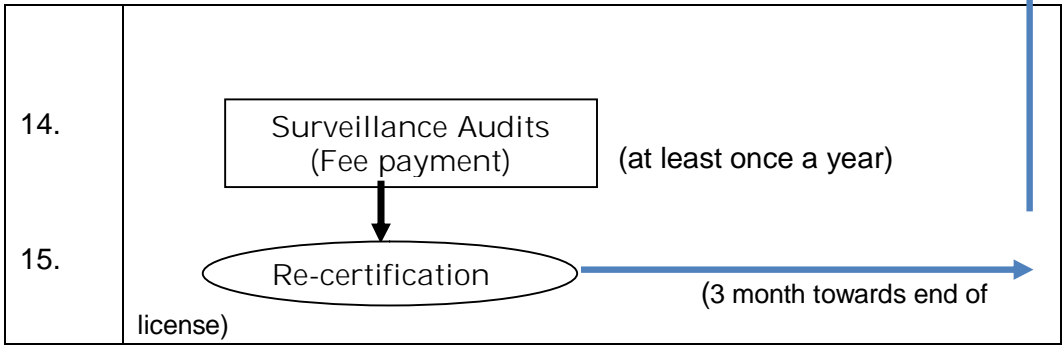 14.
Surveillance Audits
(Fee payment)
(at least once a year)
15.
Re-certification
(3 month towards end of
license)